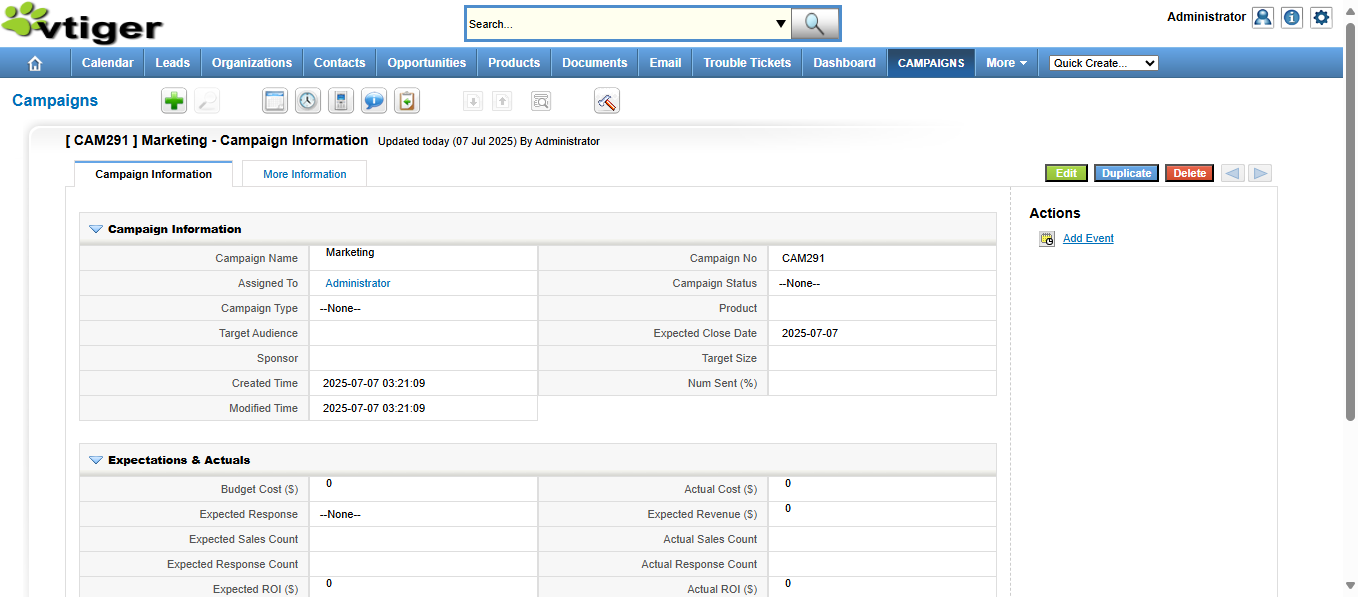 vtiger
Search...
Administrator
Calendar Leads Organizations Contacts Opportunities Products Documents Email Trouble Tickets Dashboard CAMPAIGNS More Quick Create...
Campaigns
[ CAM291 ] Marketing - Campaign Information Updated today (07 Jul 2025) By Administrator
Campaign Information More Information
Edit Duplicate Delete
Actions
Add Event
Campaign Information
Campaign Name Marketing Campaign No CAM291
Assigned To Administrator Campaign Status --None--
Campaign Type --None-- Product
Target Audience Expected Close Date 2025-07-07
Sponsor Target Size
Created Time 2025-07-07 03:21:09 Num Sent (%)
Modified Time 2025-07-07 03:21:09
Expectations & Actuals
Budget Cost ($) 0 Actual Cost ($) 0
Expected Response --None-- Expected Revenue ($) 0
Expected Sales Count Actual Sales Count
Expected Response Count Actual Response Count
Expected ROI ($) 0 Actual ROI ($) 0